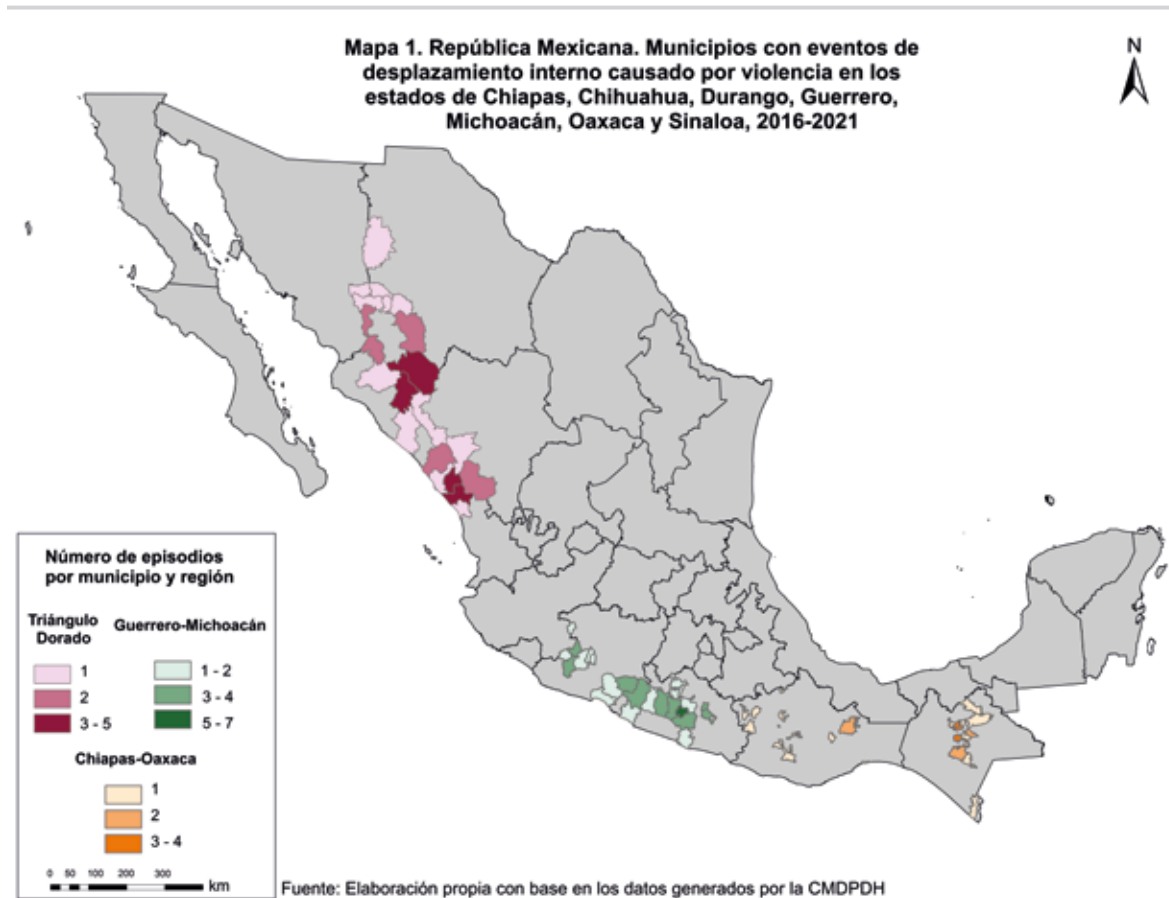 Mapa 1. República Mexicana. Municipios con eventos de
desplazamiento interno causado por violencia en los
estados de Chiapas, Chihuahua, Durango, Guerrero,
Michoacán, Oaxaca y Sinaloa, 2016-2021
N
Número de episodios
por municipio y región
Triángulo
Dorado
1
2
3 - 5
Guerrero-Michoacán
1 - 2
3 - 4
5 - 7
Chiapas-Oaxaca
1
2
3 - 4
0 50 100 200 300
km
Fuente: Elaboración propia con base en los datos generados por la CMDPDH